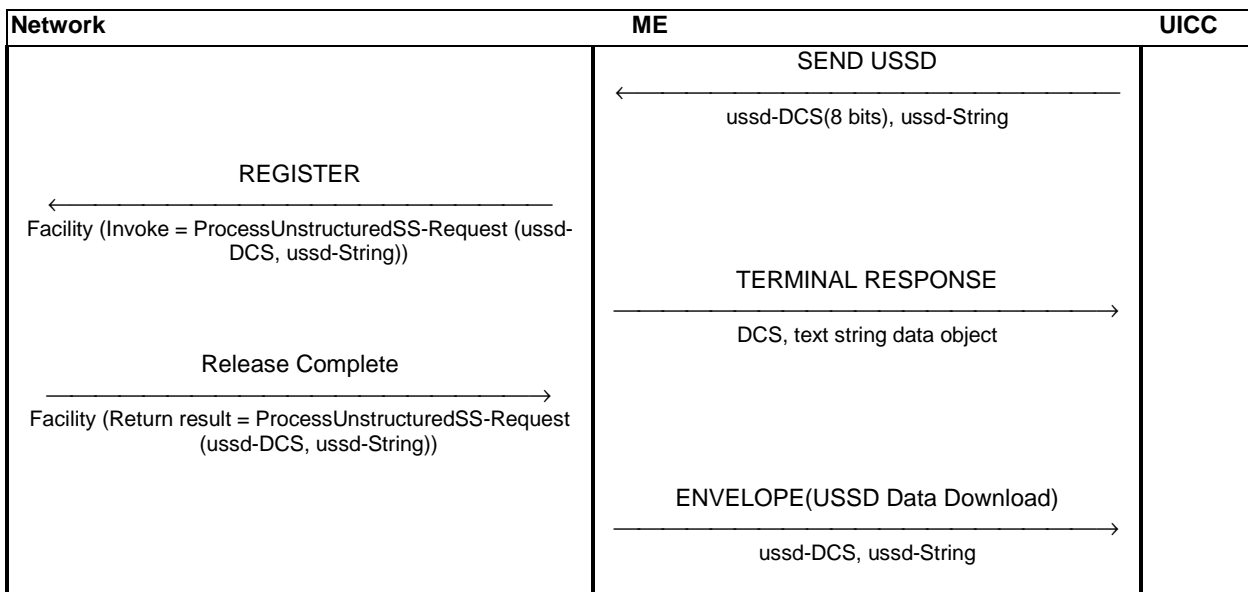 Network ME UICC
SEND USSD
ussd-DCS(8 bits), ussd-String
REGISTER
Facility (Invoke = ProcessUnstructuredSS-Request (ussd-
DCS, ussd-String))
TERMINAL RESPONSE
DCS, text string data object
Release Complete
Facility (Return result = ProcessUnstructuredSS-Request
(ussd-DCS, ussd-String))
ENVELOPE(USSD Data Download)
ussd-DCS, ussd-String